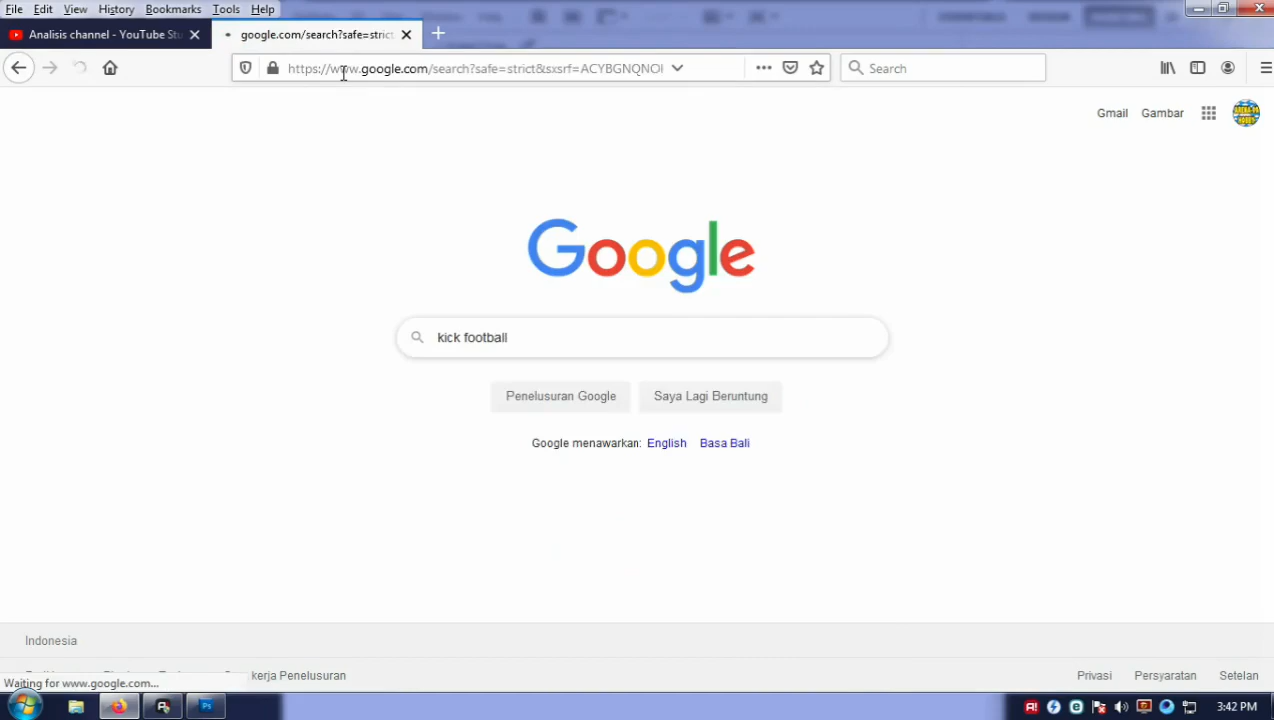 File Edit View History Bookmarks Tools Help
Analisis channel - YouTube Stu
google.com/search?safe=strict
https://www.google.com/search?safe=strict&sxsrf=ACYBGNQNOI
Search
Gmail Gambar
Google
kick football
Penelusuran Google Saya Lagi Beruntung
Google menawarkan: English Basa Bali
Indonesia
kerja Penelusuran
Privasi Persyaratan Setelan
Waiting for www.google.com...
3:42 PM